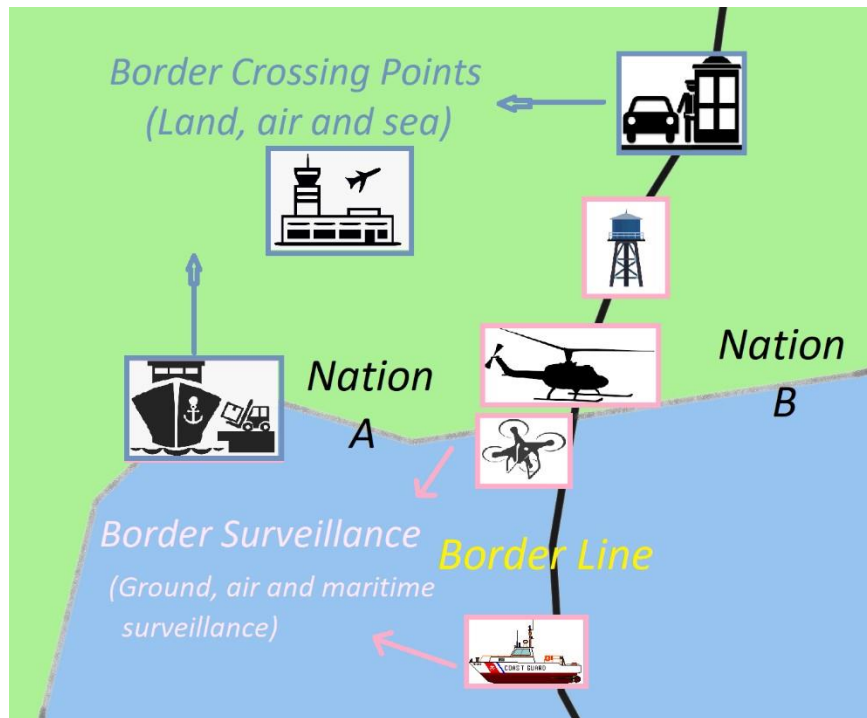 Border Crossing Points
(Land, air and sea)
Nation
A
Nation
B
Border Surveillance
(Ground, air and maritime
surveillance)
Border Line
COAST GUARD